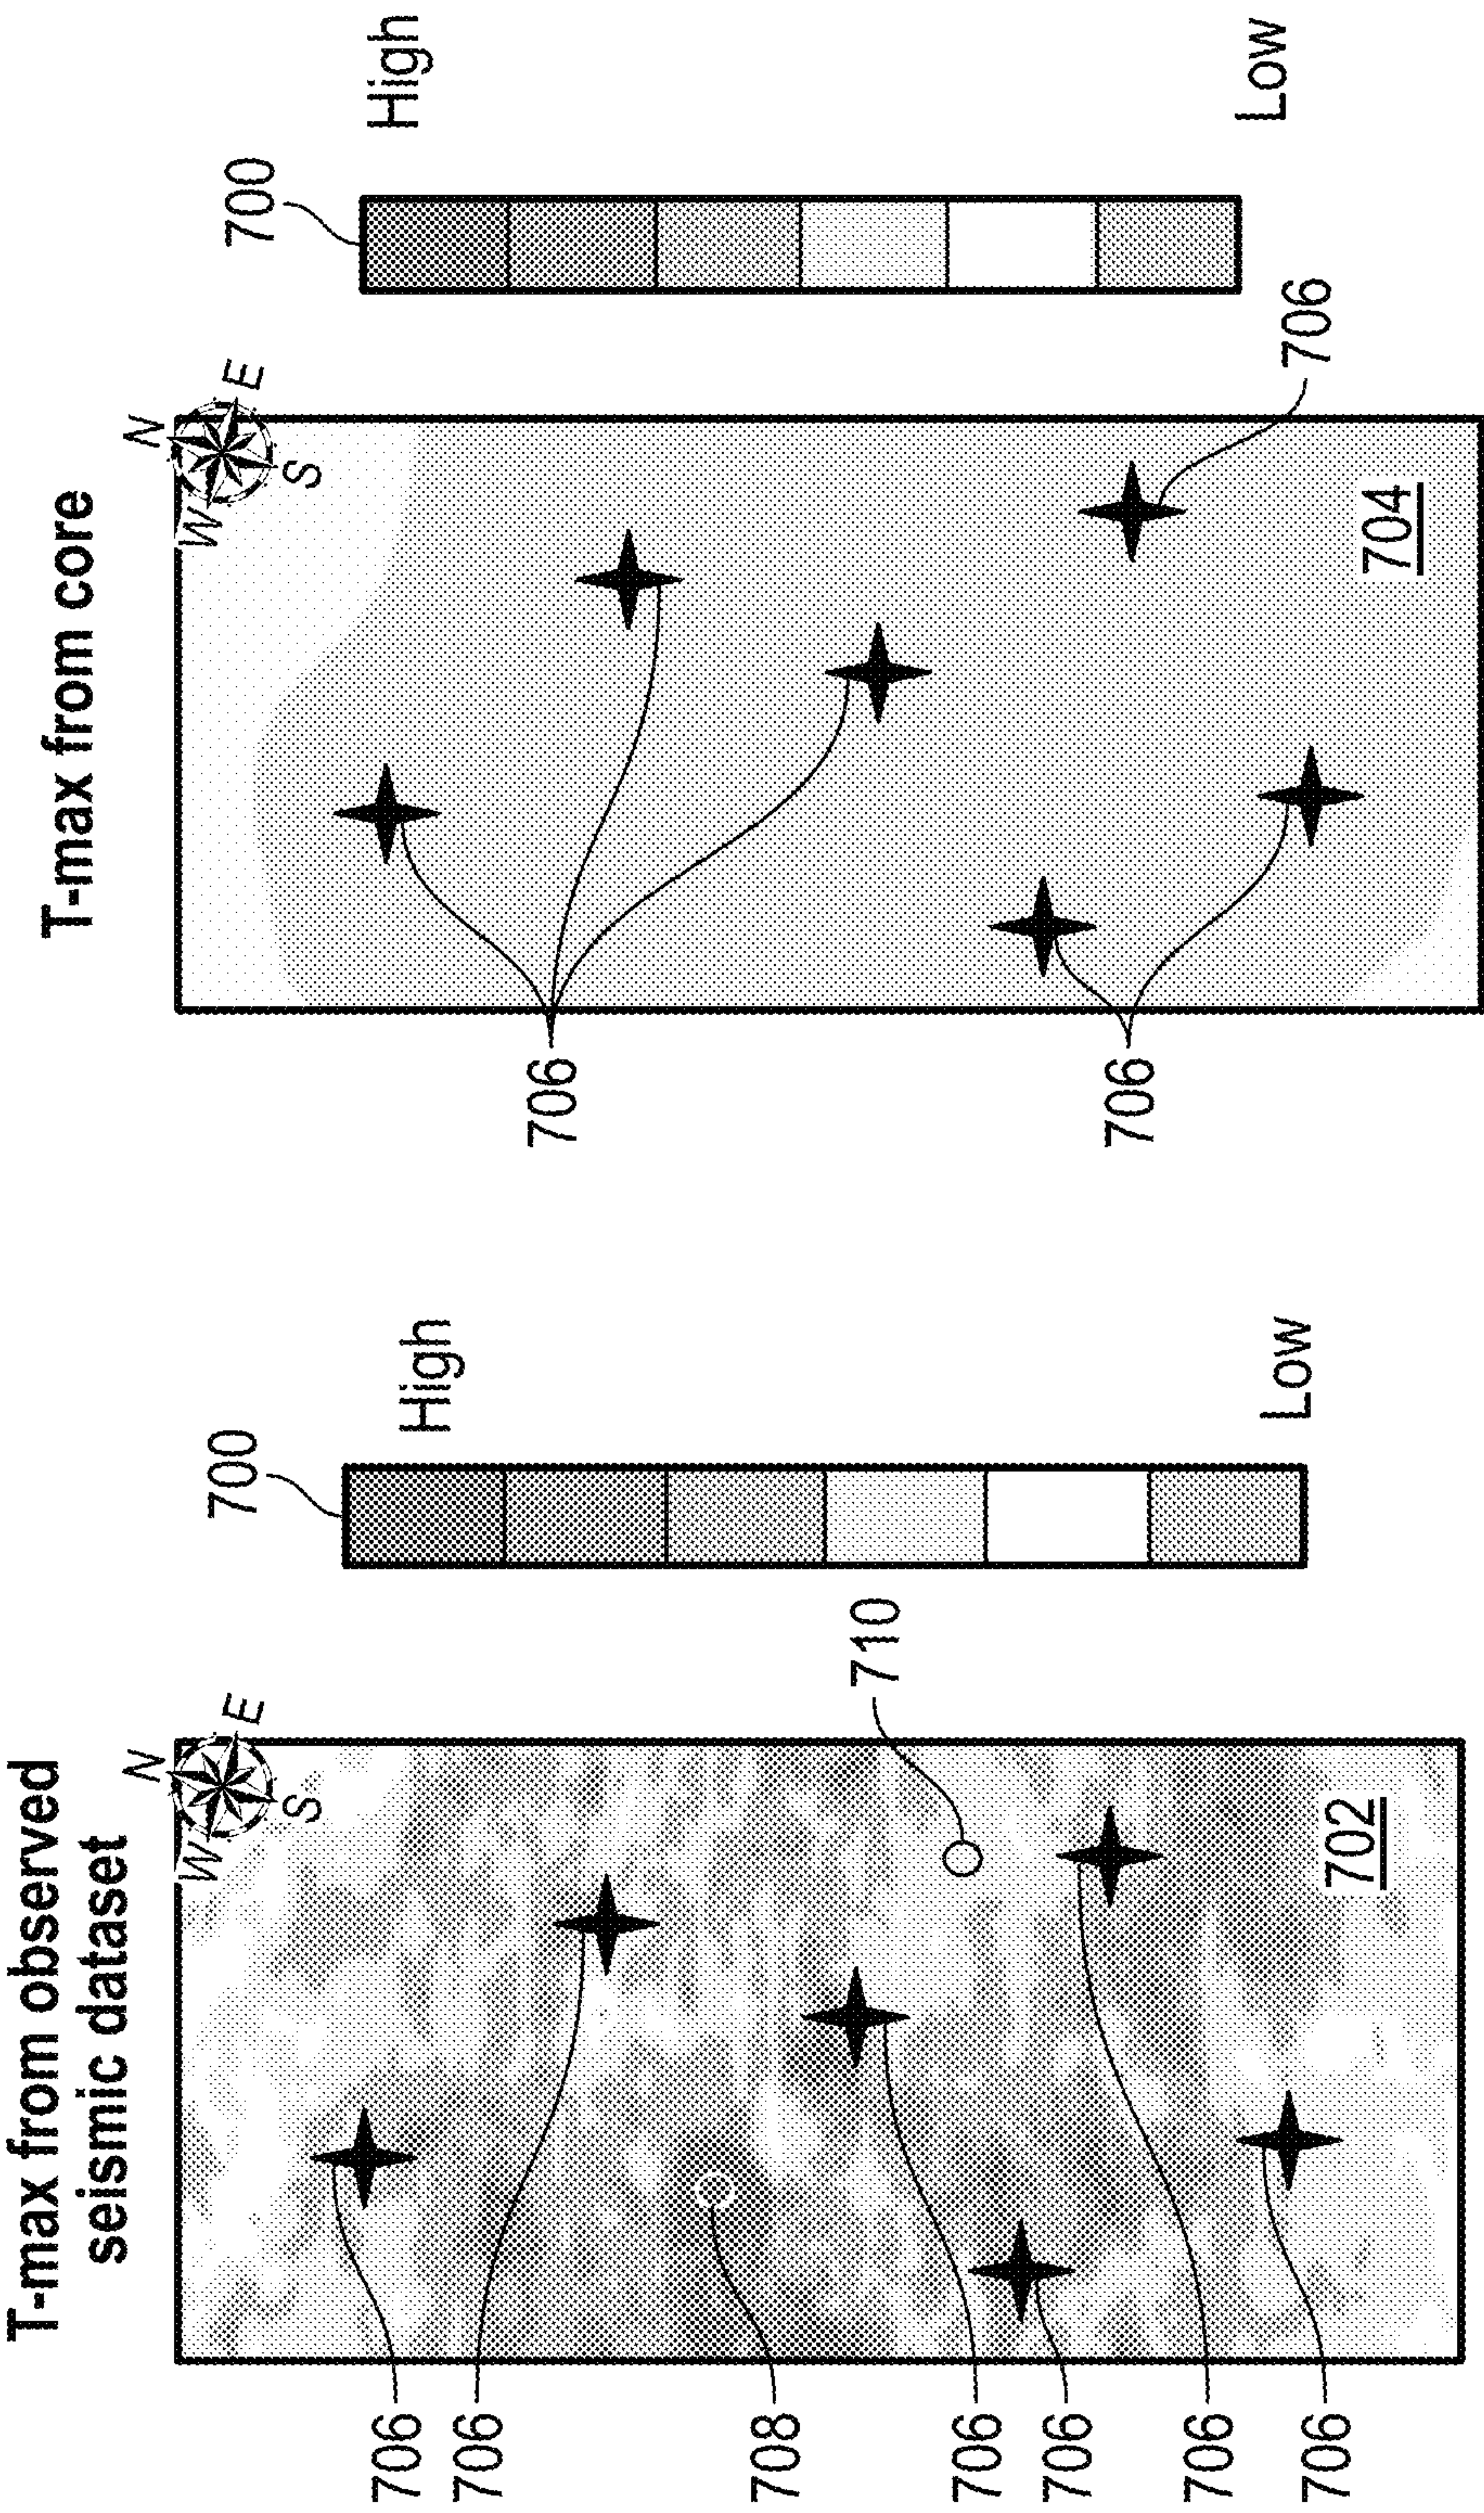 T-max from observed
seismic dataset
N
E
S
W
700
High
Low
706
706
708
706
706
706
706
710
702
T-max from core
N
E
S
W
700
High
Low
706
706
706
704